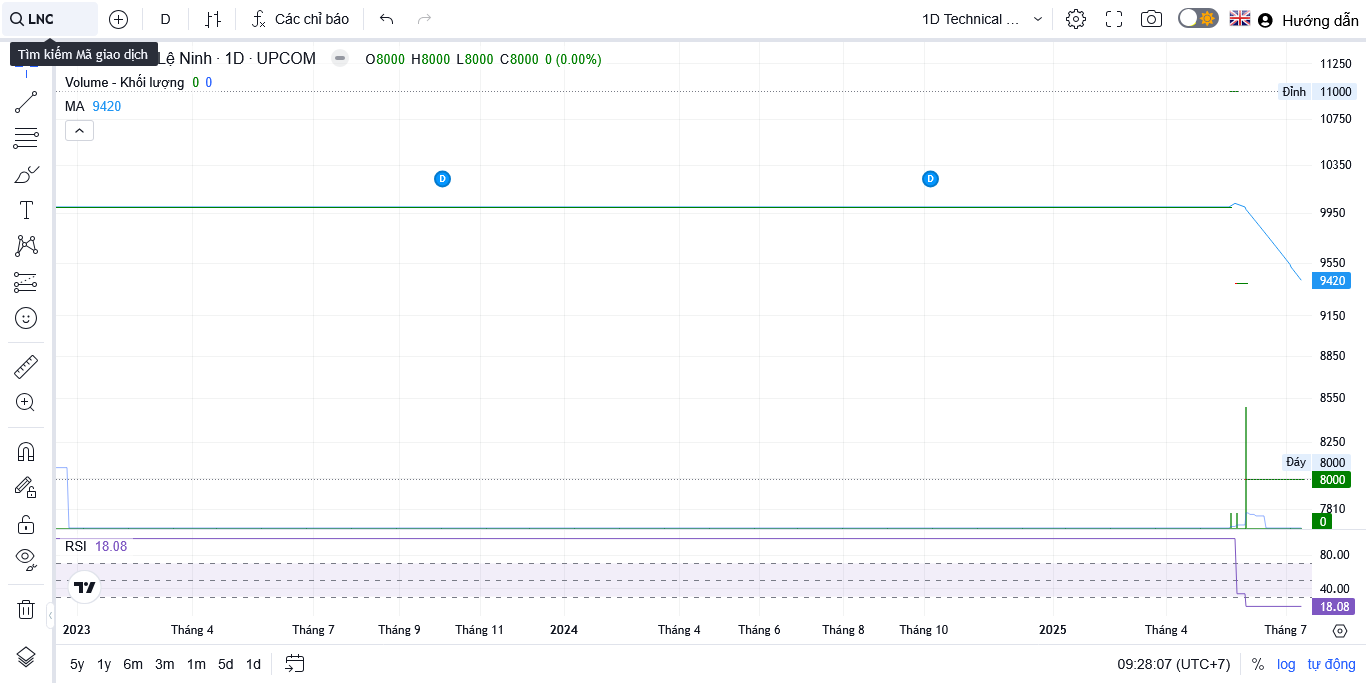 LNC
D
Các chỉ báo
1D Technical ...
Hướng dẫn
Tìm kiếm Mã giao dịch
Lệ Ninh · 1D · UPCOM
O8000 H8000 L8000 C8000 0 (0.00%)
Volume - Khối lượng 0 0
MA 9420
11250
Đỉnh 11000
10750
10350
D
D
9950
9550
9420
9150
8850
8550
8250
Đáy 8000
8000
7810
0
RSI 18.08
80.00
40.00
18.08
2023 Tháng 4 Tháng 7 Tháng 9 Tháng 11 2024 Tháng 4 Tháng 6 Tháng 8 Tháng 10 2025 Tháng 4 Tháng 7
5y 1y 6m 3m 1m 5d 1d
09:28:07 (UTC+7) % log tự động